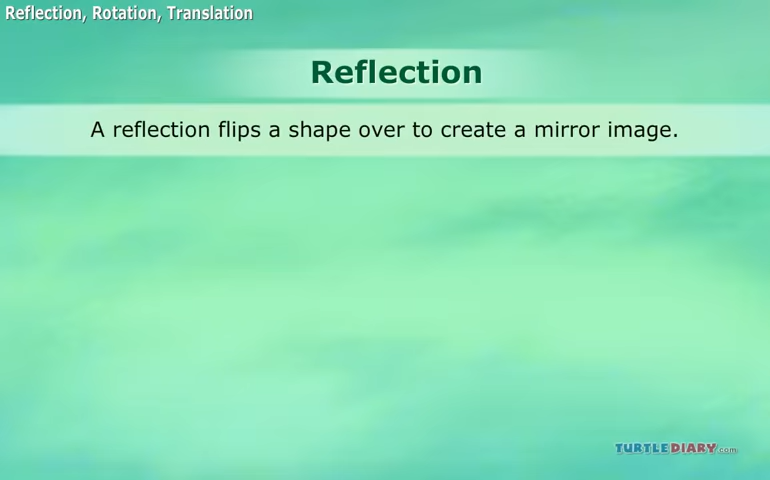 Reflection, Rotation, Translation
Reflection
A reflection flips a shape over to create a mirror image.
TURTLEDIARY.com